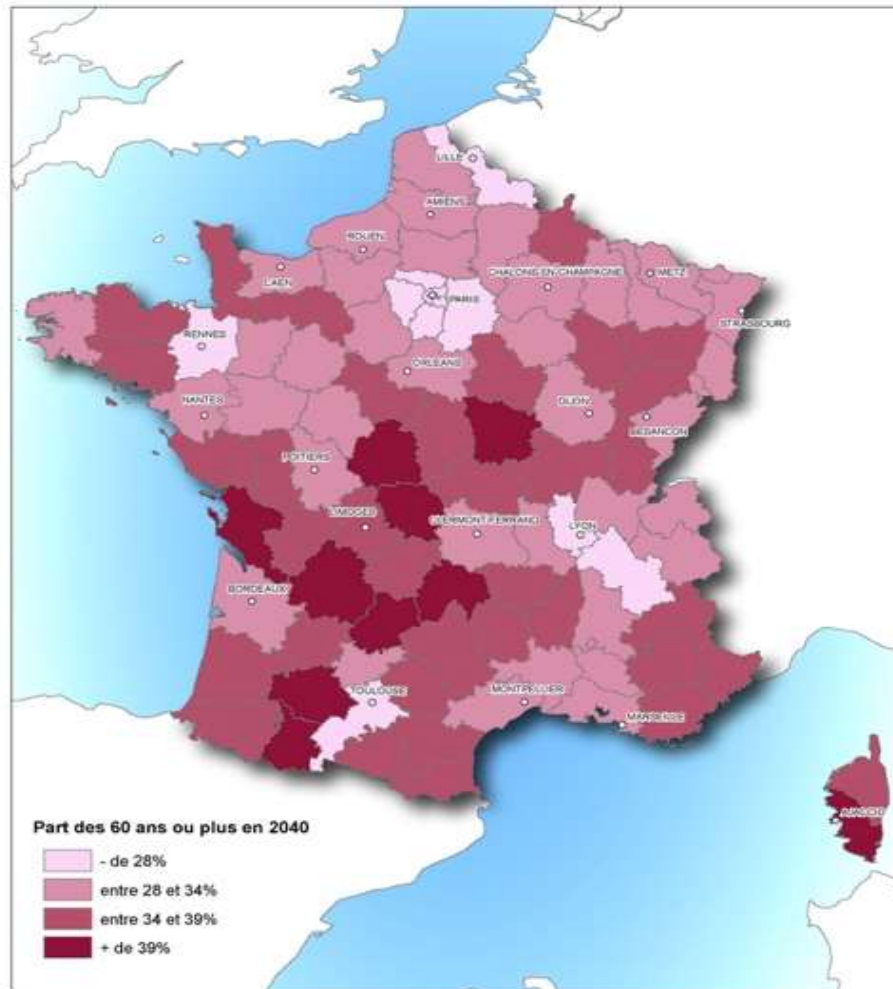 LILLE
AMIENS
ROUEN
CAEN
CHALONS-EN-CHAMPAGNE
METZ
PARIS
STRASBOURG
RENNES
ORLEANS
NANTES
DIJON
BESANCON
POITIERS
LIMOGES
CLERMONT-FERRAND
LYON
BORDEAUX
TOULOUSE
MONTPELLIER
MARSEILLE
AJACCIO
Part des 60 ans ou plus en 2040
- de 28%
entre 28 et 34%
entre 34 et 39%
+ de 39%